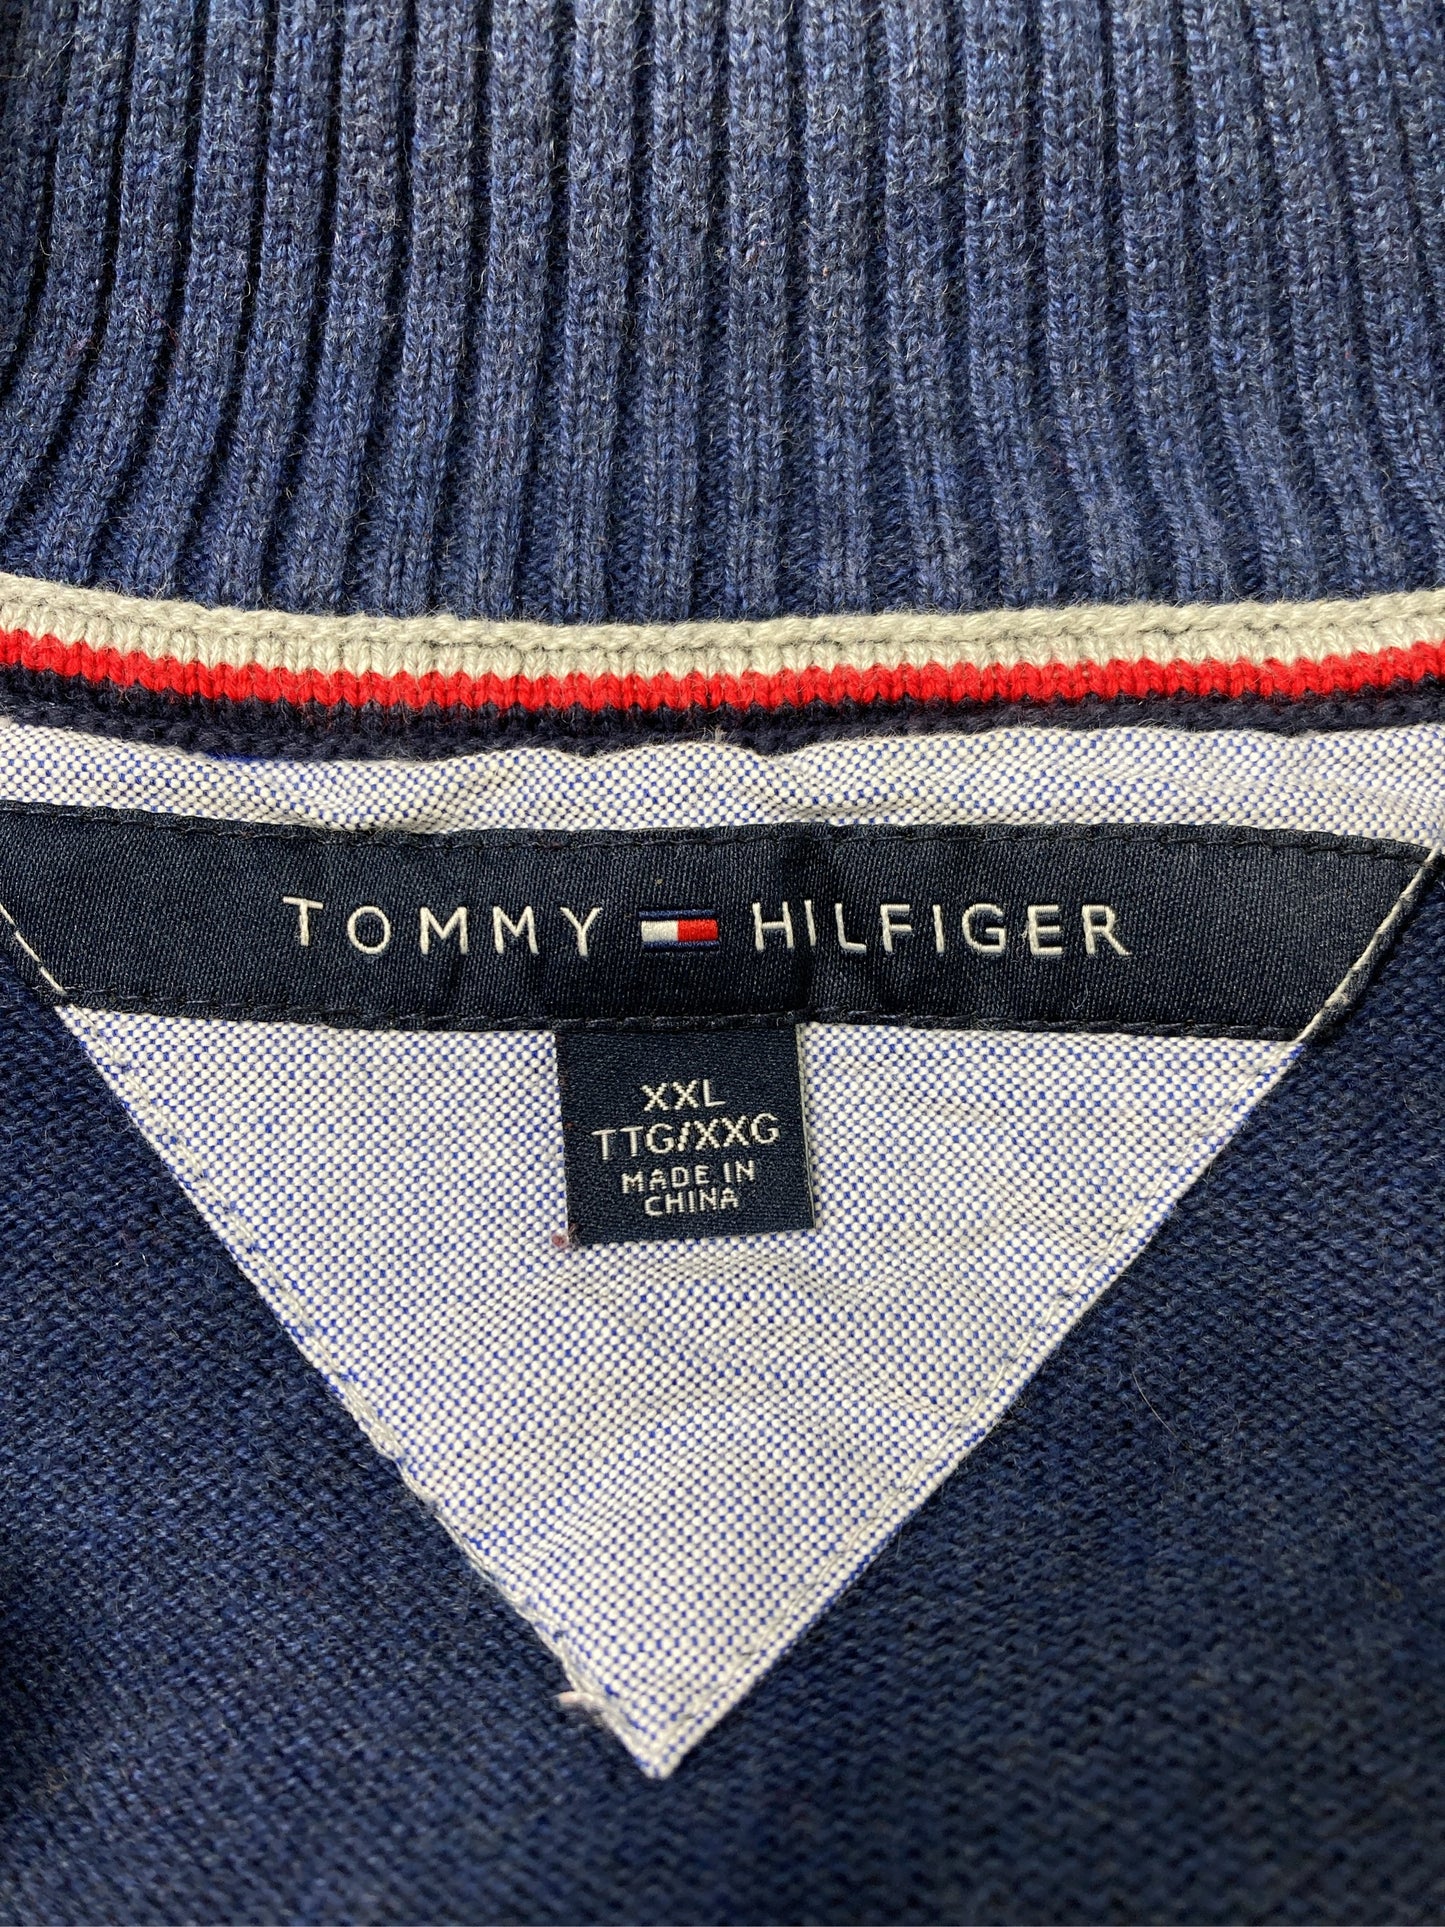 TOMMY HILFIGER
XXL
TTG/XXG
MADE IN
CHINA